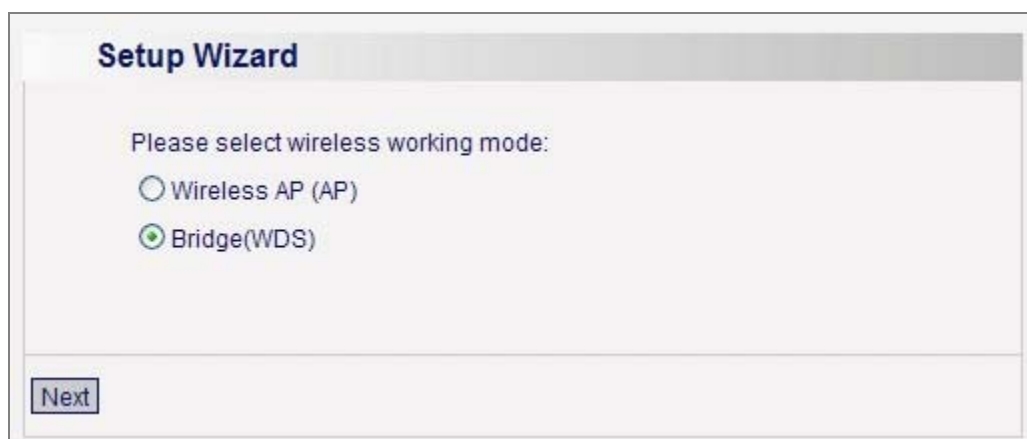 Setup Wizard
Please select wireless working mode:
Wireless AP (AP)
Bridge(WDS)
Next